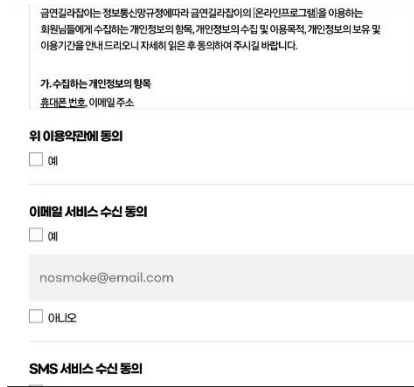 금연길라잡이는 정보통신망규정에따라 금연길라잡이의 [온라인프로그램]을 이용하는
회원님들에게 수집하는 개인정보의 항목, 개인정보의 수집 및 이용목적, 개인정보의 보유 및
이용기간을 안내 드리오니 자세히 읽은 후 동의하여 주시길 바랍니다.
가. 수집하는 개인정보의 항목
휴대폰 번호, 이메일 주소
위 이용약관에 동의
예
이메일 서비스 수신 동의
예
nosmoke@email.com
아니오
SMS 서비스 수신 동의